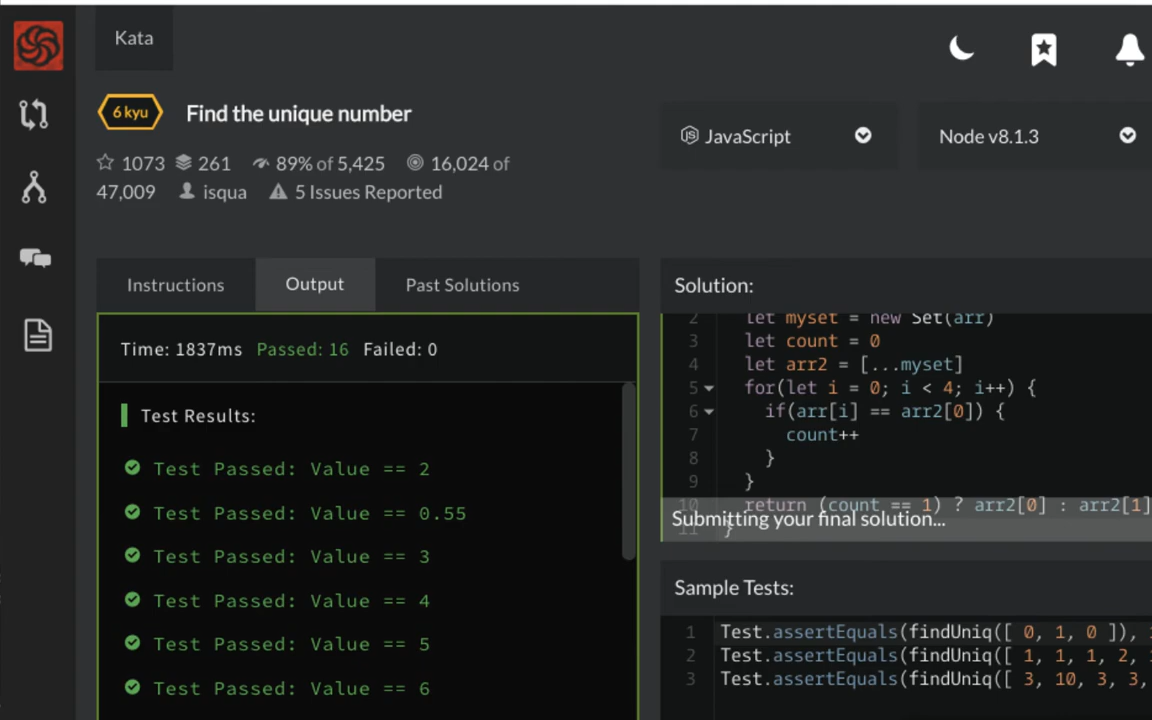 Kata
6 kyu
Find the unique number
1073 261 89% of 5,425 16,024 of
47,009 isqua 5 Issues Reported
JavaScript
Node v8.1.3
Instructions
Output
Past Solutions
Time: 1837ms Passed: 16 Failed: 0
Test Results:
Test Passed: Value == 2
Test Passed: Value == 0.55
Test Passed: Value == 3
Test Passed: Value == 4
Test Passed: Value == 5
Test Passed: Value == 6
Solution:
2 let myset = new Set(arr)
3 let count = 0
4 let arr2 = [...myset]
5 for(let i = 0; i < 4; i++) {
6 if(arr[i] == arr2[0]) {
7 count++
8 }
9 }
10 return (count == 1) ? arr2[0] : arr2[1]
Submitting your final solution...
11 }
Sample Tests:
1 Test.assertEquals(findUniq([ 0, 1, 0 ]),
2 Test.assertEquals(findUniq([ 1, 1, 1, 2,
3 Test.assertEquals(findUniq([ 3, 10, 3, 3,